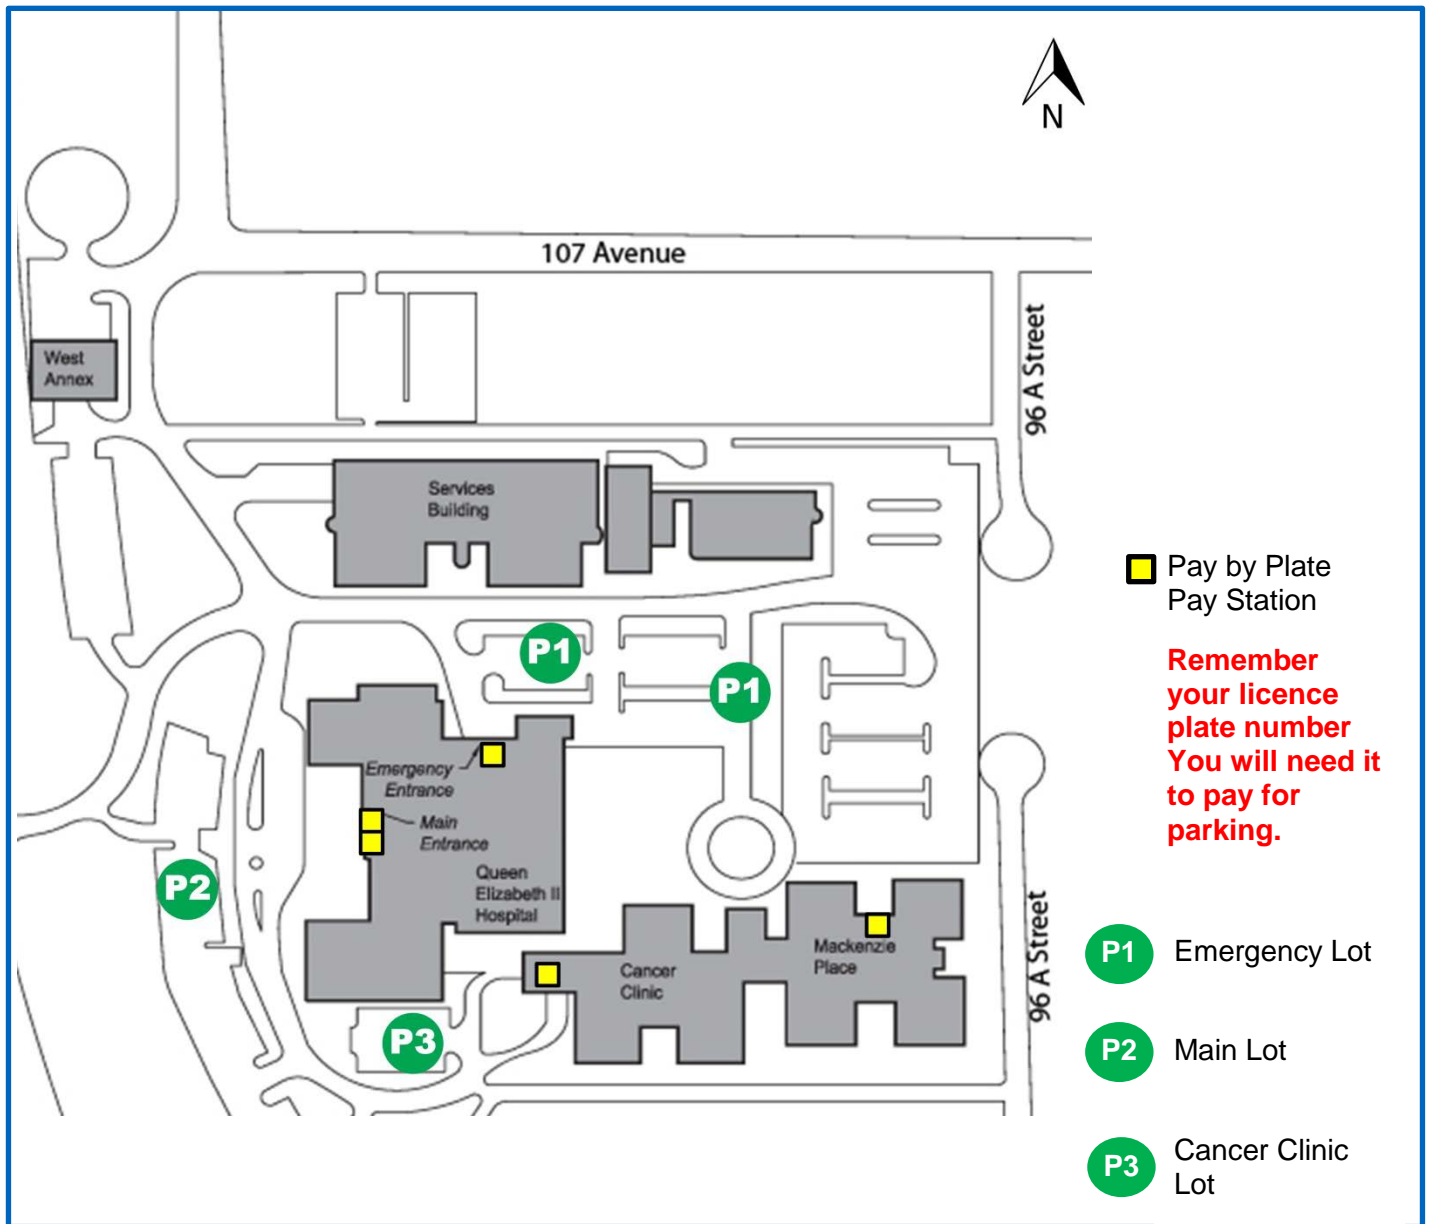 N
107 Avenue
96 A Street
West
Annex
Services
Building
Pay by Plate
Pay Station
P1
P1
Remember
your licence
plate number
You will need it
to pay for
parking.
Emergency
Entrance
Main
Entrance
P2
Queen
Elizabeth II
Hospital
Mackenzie
Place
Cancer
Clinic
96 A Street
P3
P1 Emergency Lot
P2 Main Lot
P3 Cancer Clinic
Lot